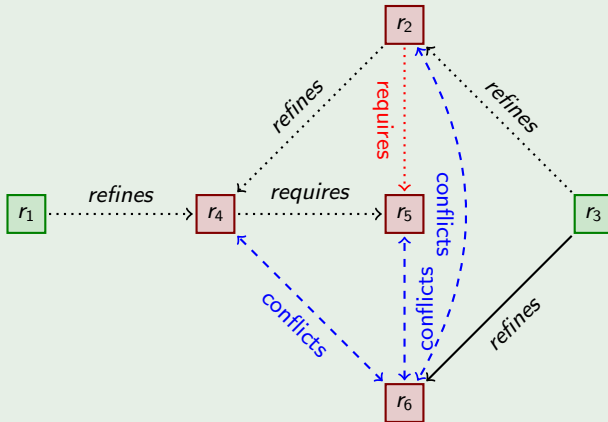 r2
refines
requires
refines
r1
refines
r4
requires
r5
conflicts
r3
conflicts
conflicts
refines
r6